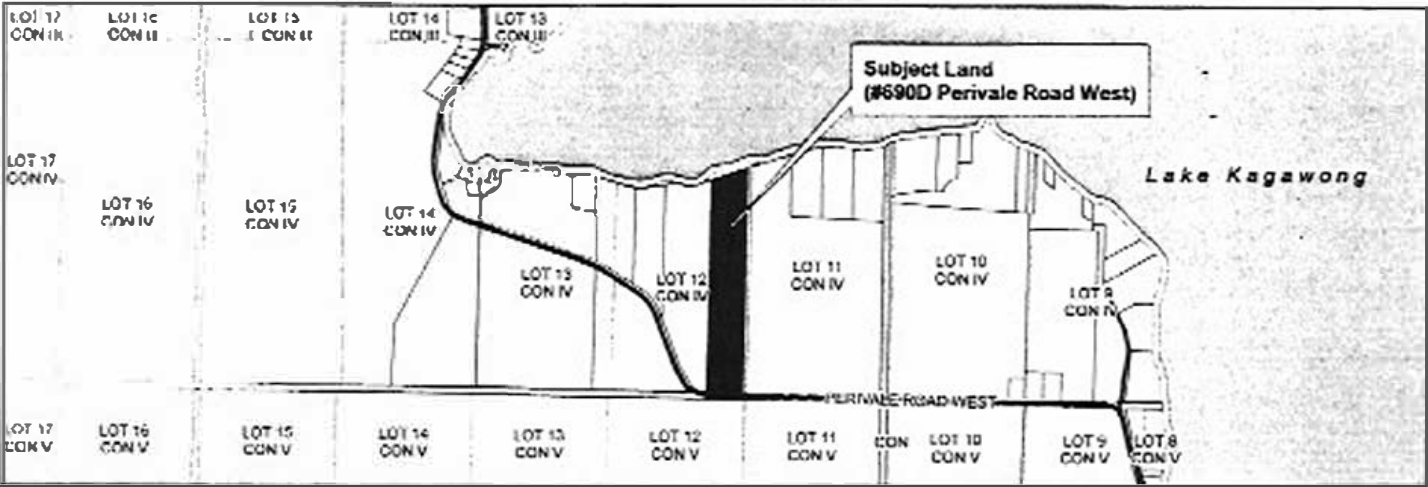 LOT 17
CON III
LOT 16
CON III
LOT 15
CON III
LOT 14
CON III
LOT 13
CON III
Subject Land
(#690D Perivale Road West)
Lake Kagawong
LOT 17
CON IV
LOT 16
CON IV
LOT 15
CON IV
LOT 14
CON IV
LOT 13
CON IV
LOT 12
CON IV
LOT 11
CON IV
LOT 10
CON IV
LOT 9
CON IV
PERIVALE ROAD WEST
LOT 17
CON V
LOT 16
CON V
LOT 15
CON V
LOT 14
CON V
LOT 13
CON V
LOT 12
CON V
LOT 11
CON V
CON
LOT 10
CON V
LOT 9
CON V
LOT 8
CON V